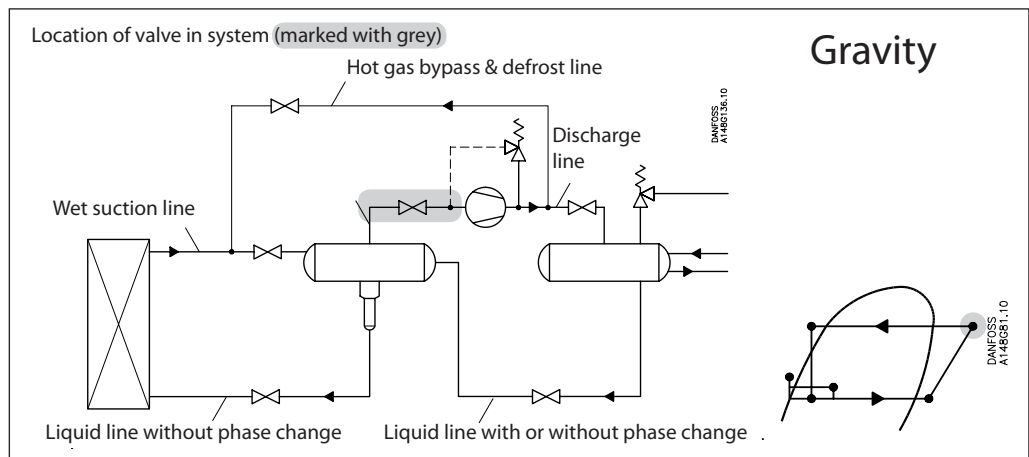 Location of valve in system (marked with grey)
Gravity
Hot gas bypass & defrost line
DANFOSS
A148G136.10
Discharge
line
Wet suction line
DANFOSS
A148G81.10
Liquid line without phase change
Liquid line with or without phase change